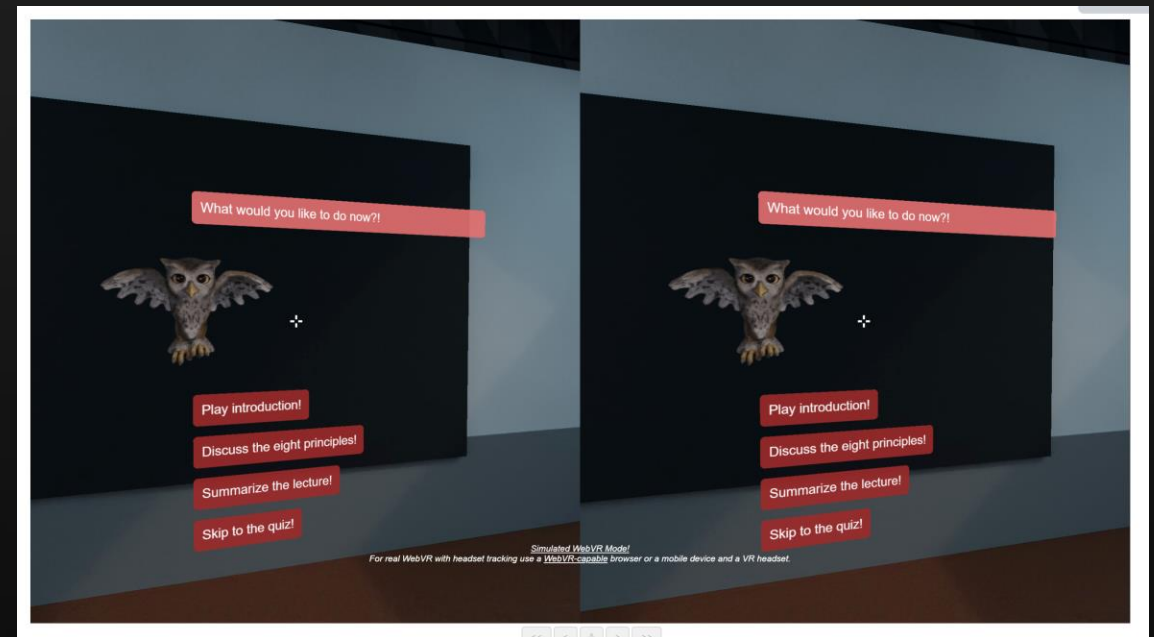 What would you like to do now?!
Play introduction!
Discuss the eight principles!
Summarize the lecture!
Skip to the quiz!
What would you like to do now?!
Play introduction!
Discuss the eight principles!
Summarize the lecture!
Skip to the quiz!
Simulated WebVR Mode!
For real WebVR with headset tracking use a WebVR-capable browser or a mobile device and a VR headset.